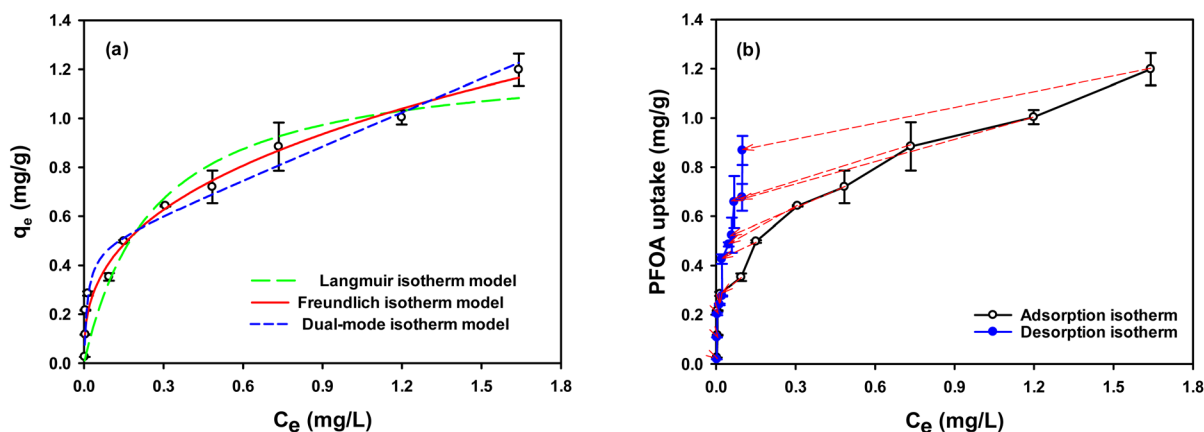 (a)
q_e (mg/g)
1.4
1.2
1.0
0.8
0.6
0.4
0.2
0.0
Langmuir isotherm model
Freundlich isotherm model
Dual-mode isotherm model
0.0 0.3 0.6 0.9 1.2 1.5 1.8
C_e (mg/L)
(b)
PFOA uptake (mg/g)
1.4
1.2
1.0
0.8
0.6
0.4
0.2
0.0
Adsorption isotherm
Desorption isotherm
0.0 0.3 0.6 0.9 1.2 1.5 1.8
C_e (mg/L)